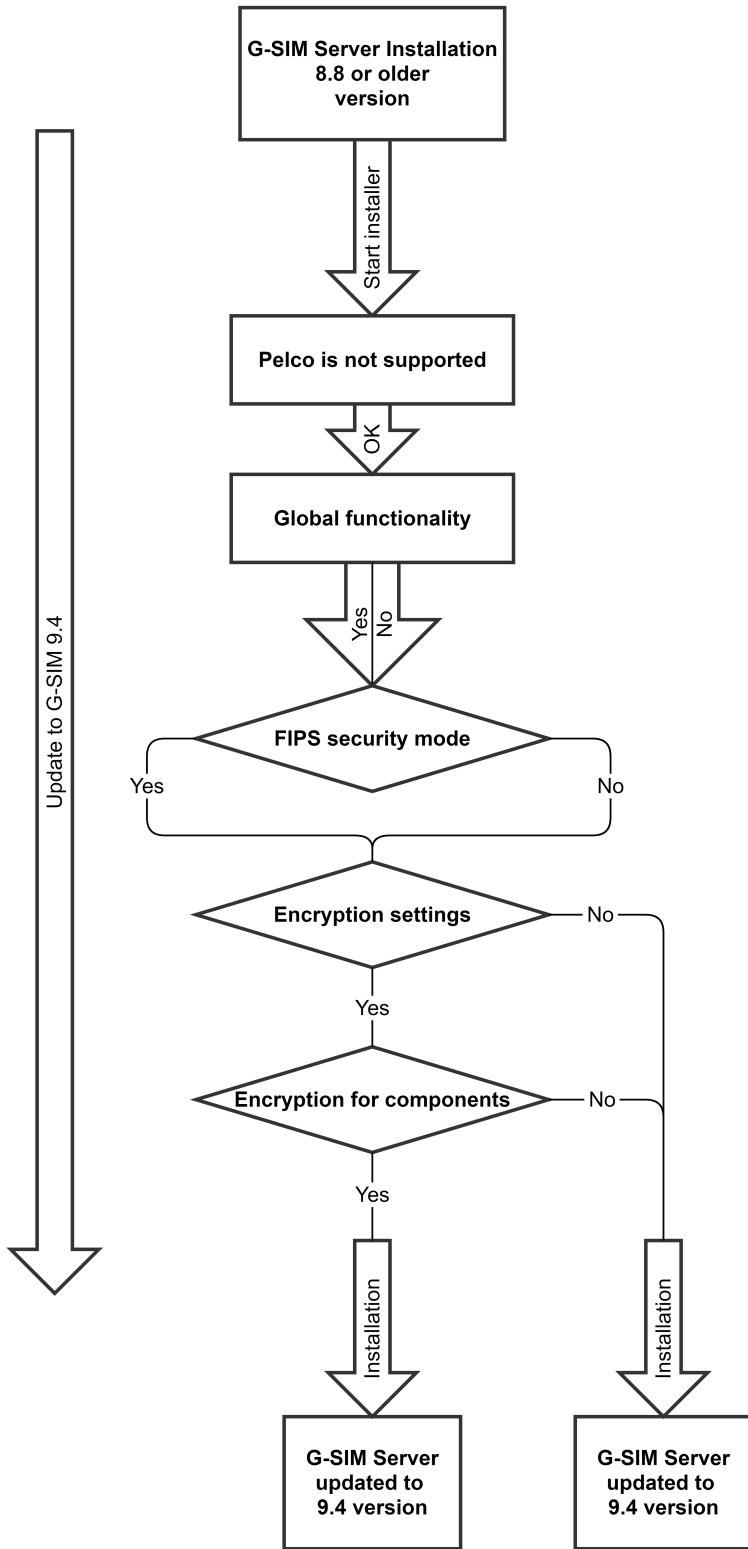 G-SIM Server Installation
8.8 or older
version
Start installer
Pelco is not supported
OK
Global functionality
Yes
No
Update to G-SIM 9.4
FIPS security mode
Yes
No
Encryption settings
No
Yes
Encryption for components
No
Yes
Installation
Installation
G-SIM Server
updated to
9.4 version
G-SIM Server
updated to
9.4 version